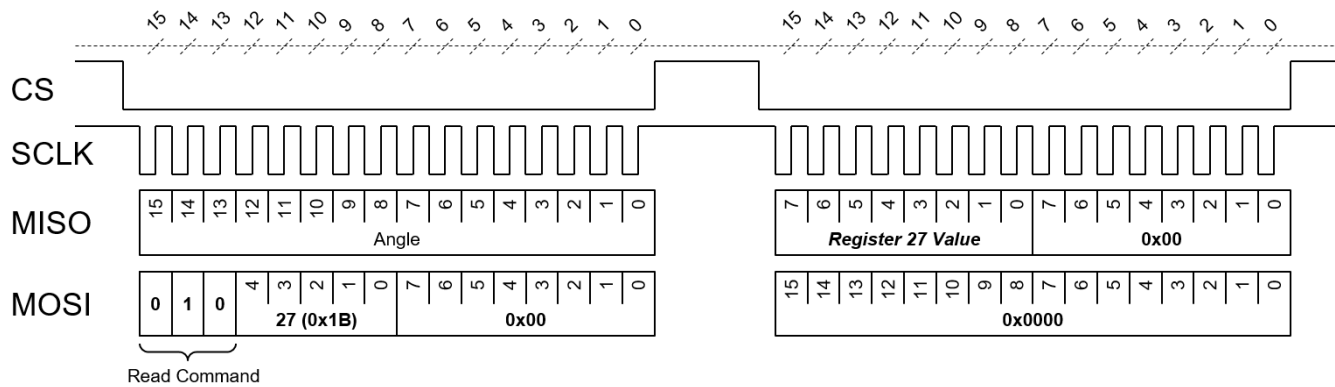 15 14 13 12 11 10 9 8 7 6 5 4 3 2 1 0 15 14 13 12 11 10 9 8 7 6 5 4 3 2 1 0
CS
SCLK
MISO 15 14 13 12 11 10 9 8 7 6 5 4 3 2 1 0 7 6 5 4 3 2 1 0 7 6 5 4 3 2 1 0
Angle Register 27 Value 0x00
MOSI 0 1 0 4 3 2 1 0 7 6 5 4 3 2 1 0 15 14 13 12 11 10 9 8 7 6 5 4 3 2 1 0
27 (0x1B) 0x00 0x0000
Read Command